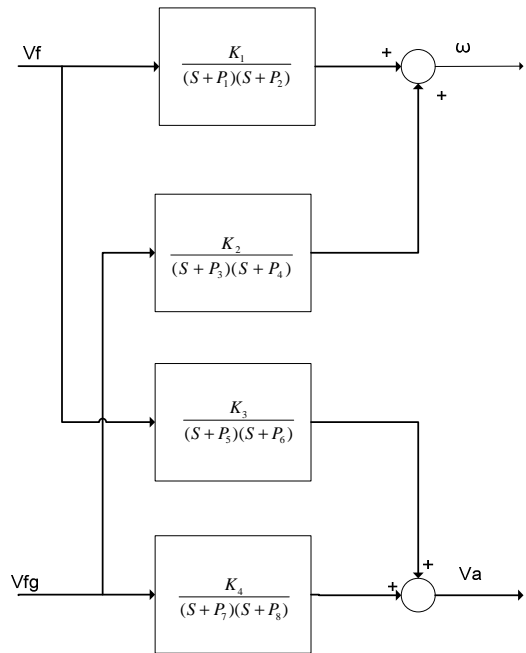 Vf
K₁
(S + P₁)(S + P₂)
+
ω
+
K₂
(S + P₃)(S + P₄)
K₃
(S + P₅)(S + P₆)
Vfg
K₄
(S + P₇)(S + P₈)
+
+
Va